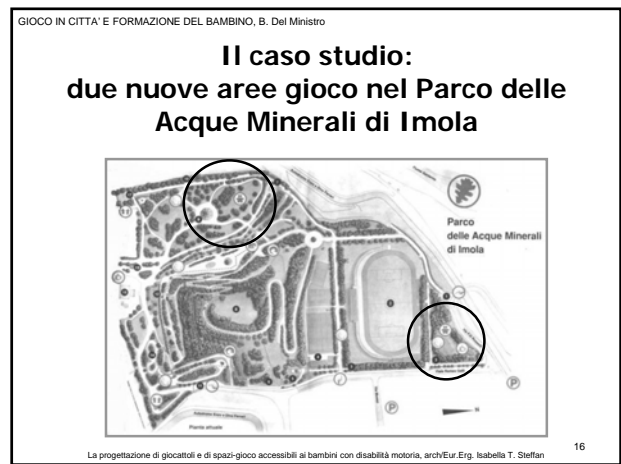 GIOCO IN CITTA' E FORMAZIONE DEL BAMBINO, B. Del Ministro
Il caso studio:
due nuove aree gioco nel Parco delle
Acque Minerali di Imola
Parco
delle Acque Minerali
di Imola
P
P
N
Pianta attuale
La progettazione di giocattoli e di spazi-gioco accessibili ai bambini con disabilità motoria, arch/Eur.Erg. Isabella T. Steffan
16